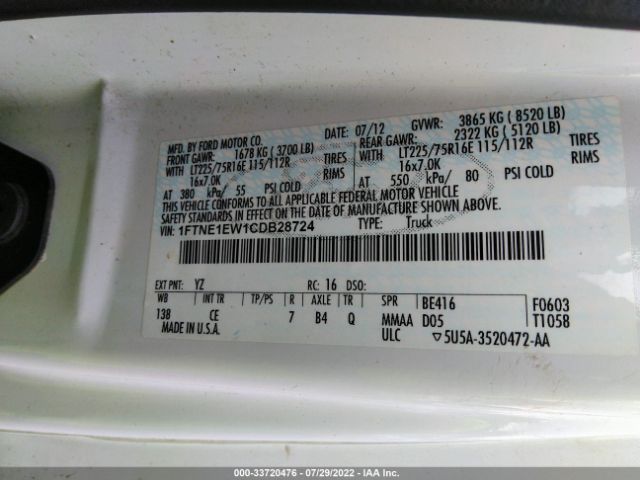 MFD. BY FORD MOTOR CO.
DATE: 07/12 GVWR: 3865 KG ( 8520 LB)
FRONT GAWR: 1678 KG ( 3700 LB) REAR GAWR: 2322 KG ( 5120 LB)
WITH LT225/75R16E 115/112R TIRES WITH LT225/75R16E 115/112R TIRES
16x7.0K RIMS 16x7.0K RIMS
AT 380 kPa/ 55 PSI COLD AT 550 kPa/ 80 PSI COLD
THIS VEHICLE CONFORMS TO ALL APPLICABLE FEDERAL MOTOR VEHICLE
SAFETY STANDARDS IN EFFECT ON THE DATE OF MANUFACTURE SHOWN ABOVE.
VIN: 1FTNE1EW1CDB28724 TYPE: Truck
EXT PNT: YZ RC: 16 DSO:
WB INT TR TP/PS R AXLE TR SPR BE416 F0603
138 CE 7 B4 Q MMAA D05 T1058
MADE IN U.S.A. ULC ▽5U5A-3520472-AA
000-33720476 / 07/29/2022 - IAA Inc.